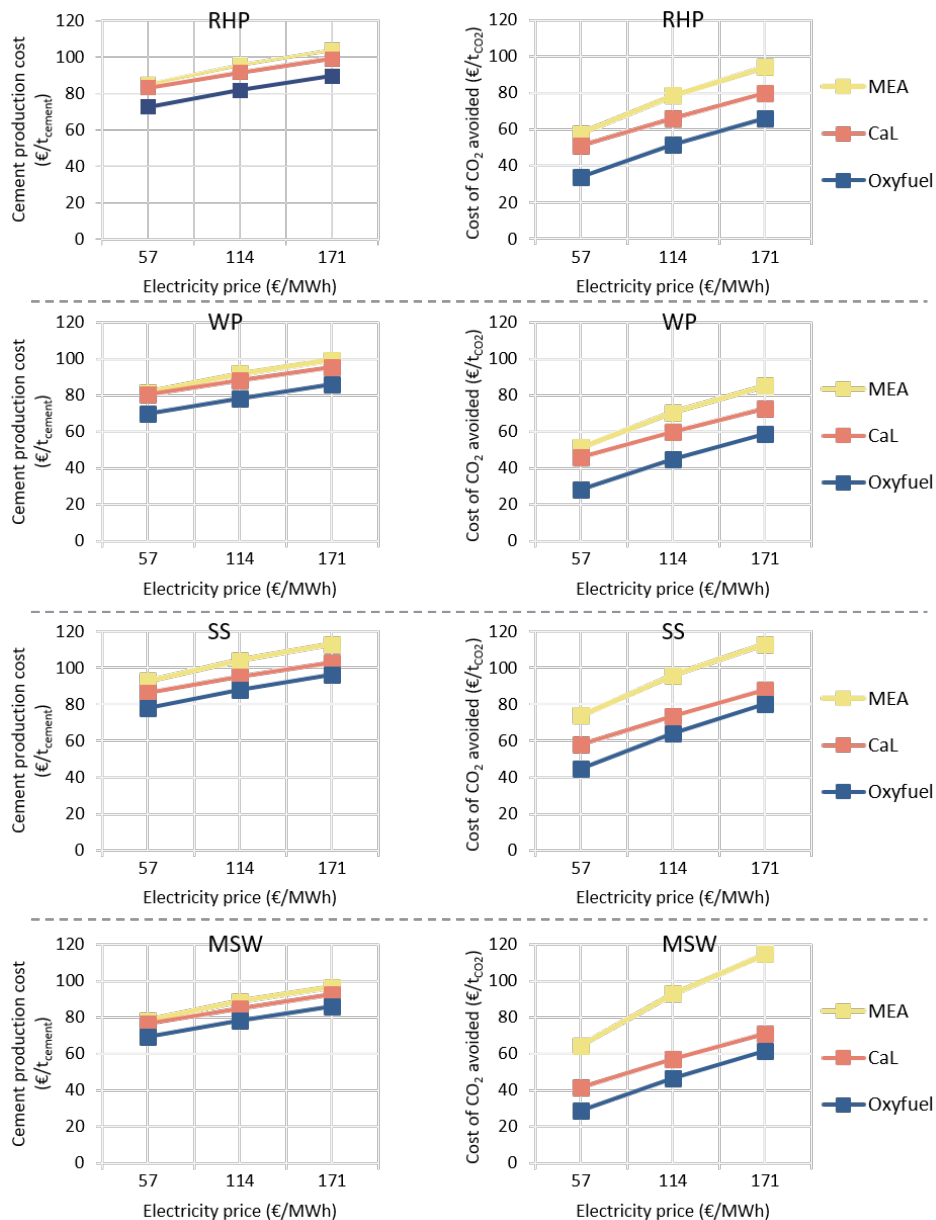 RHP
Cement production cost
(€/tcement)
120
100
80
60
40
20
0
57 114 171
Electricity price (€/MWh)
Cost of CO2 avoided (€/tCO2)
120
100
80
60
40
20
0
57 114 171
Electricity price (€/MWh)
MEA
CaL
Oxyfuel
WP
Cement production cost
(€/tcement)
120
100
80
60
40
20
0
57 114 171
Electricity price (€/MWh)
WP
Cost of CO2 avoided (€/tCO2)
120
100
80
60
40
20
0
57 114 171
Electricity price (€/MWh)
MEA
CaL
Oxyfuel
SS
Cement production cost
(€/tcement)
120
100
80
60
40
20
0
57 114 171
Electricity price (€/MWh)
SS
Cost of CO2 avoided (€/tCO2)
120
100
80
60
40
20
0
57 114 171
Electricity price (€/MWh)
MEA
CaL
Oxyfuel
MSW
Cement production cost
(€/tcement)
120
100
80
60
40
20
0
57 114 171
Electricity price (€/MWh)
MSW
Cost of CO2 avoided (€/tCO2)
120
100
80
60
40
20
0
57 114 171
Electricity price (€/MWh)
MEA
CaL
Oxyfuel